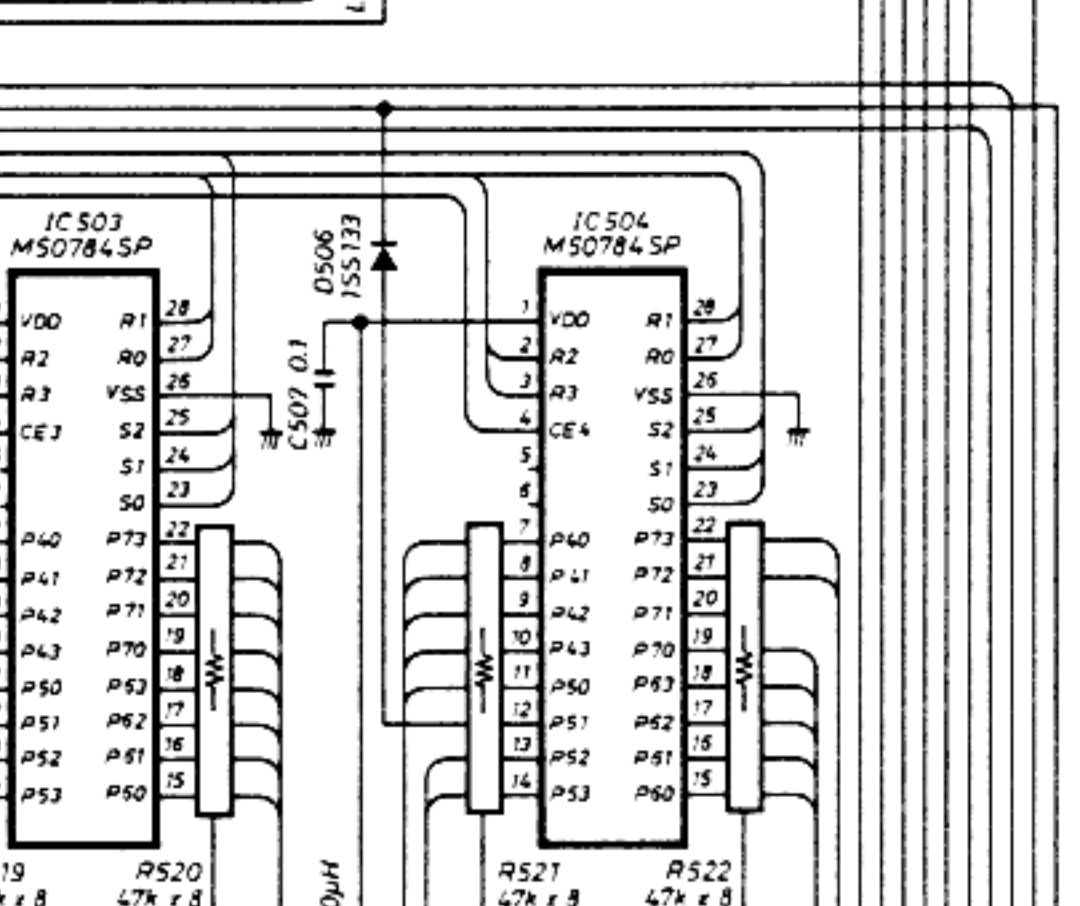 IC503
M50784SP
VDD
R2
R3
CE3
P40
P41
P42
P43
P50
P51
P52
P53
R1 28
R0 27
VSS 26
S2 25
S1 24
S0 23
P73 22
P72 21
P71 20
P70 19
P63 18
P62 17
P61 16
P60 15
R520
47k x 8
19
k x 8
D506
1SS133
C507 0.1
0μH
IC504
M50784SP
1 VDD
2 R2
3 R3
4 CE4
5
6
7 P40
8 P41
9 P42
10 P43
11 P50
12 P51
13 P52
14 P53
R1 28
R0 27
VSS 26
S2 25
S1 24
S0 23
P73 22
P72 21
P71 20
P70 19
P63 18
P62 17
P61 16
P60 15
R521
47k x 8
R522
47k x 8